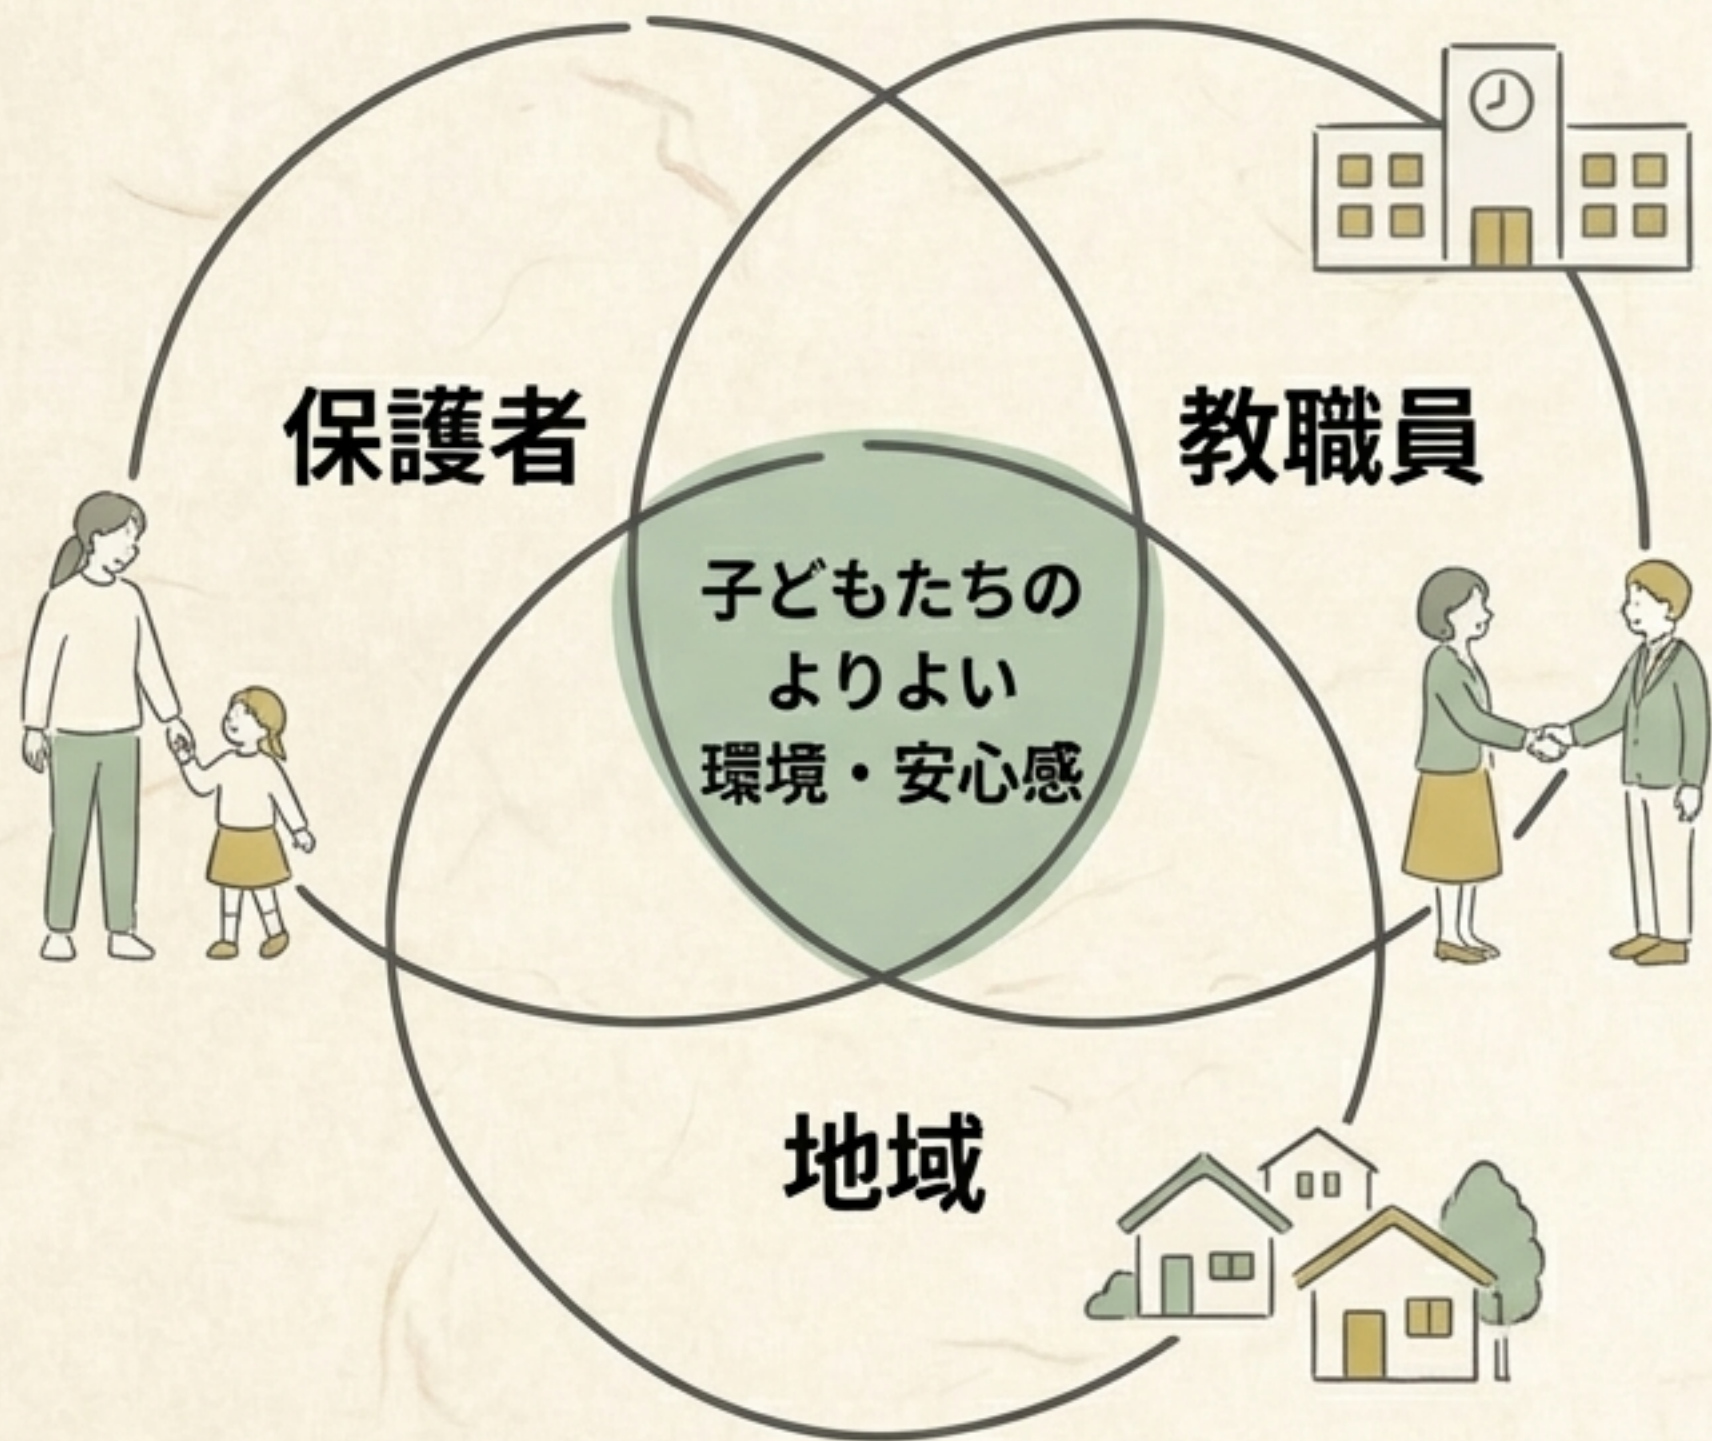 保護者
教職員
子どもたちの
よりよい
環境・安心感
地域